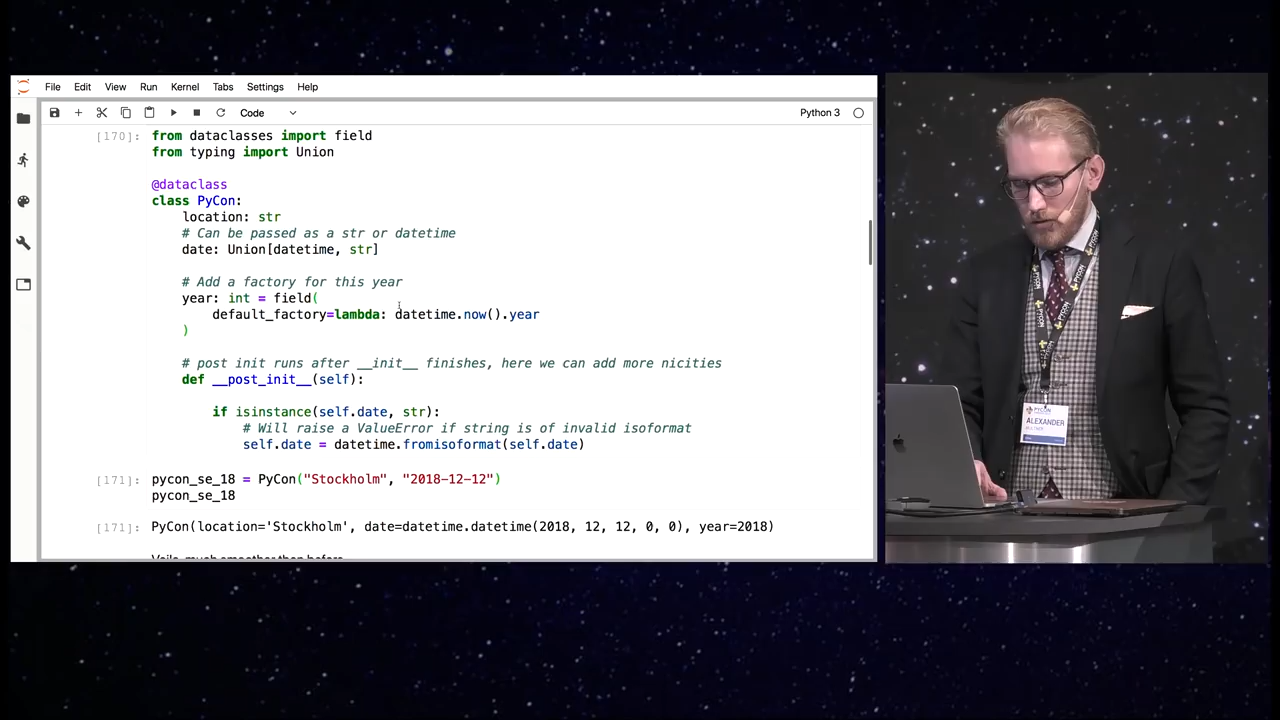 File Edit View Run Kernel Tabs Settings Help
Code
Python 3
[170]: from dataclasses import field
from typing import Union
@dataclass
class PyCon:
location: str
# Can be passed as a str or datetime
date: Union[datetime, str]
# Add a factory for this year
year: int = field(
default_factory=lambda: datetime.now().year
)
# post init runs after __init__ finishes, here we can add more nicities
def __post_init__(self):
if isinstance(self.date, str):
# Will raise a ValueError if string is of invalid isoformat
self.date = datetime.fromisoformat(self.date)
[171]: pycon_se_18 = PyCon("Stockholm", "2018-12-12")
pycon_se_18
[171]: PyCon(location='Stockholm', date=datetime.datetime(2018, 12, 12, 0, 0), year=2018)
PYCON
ALEXANDER